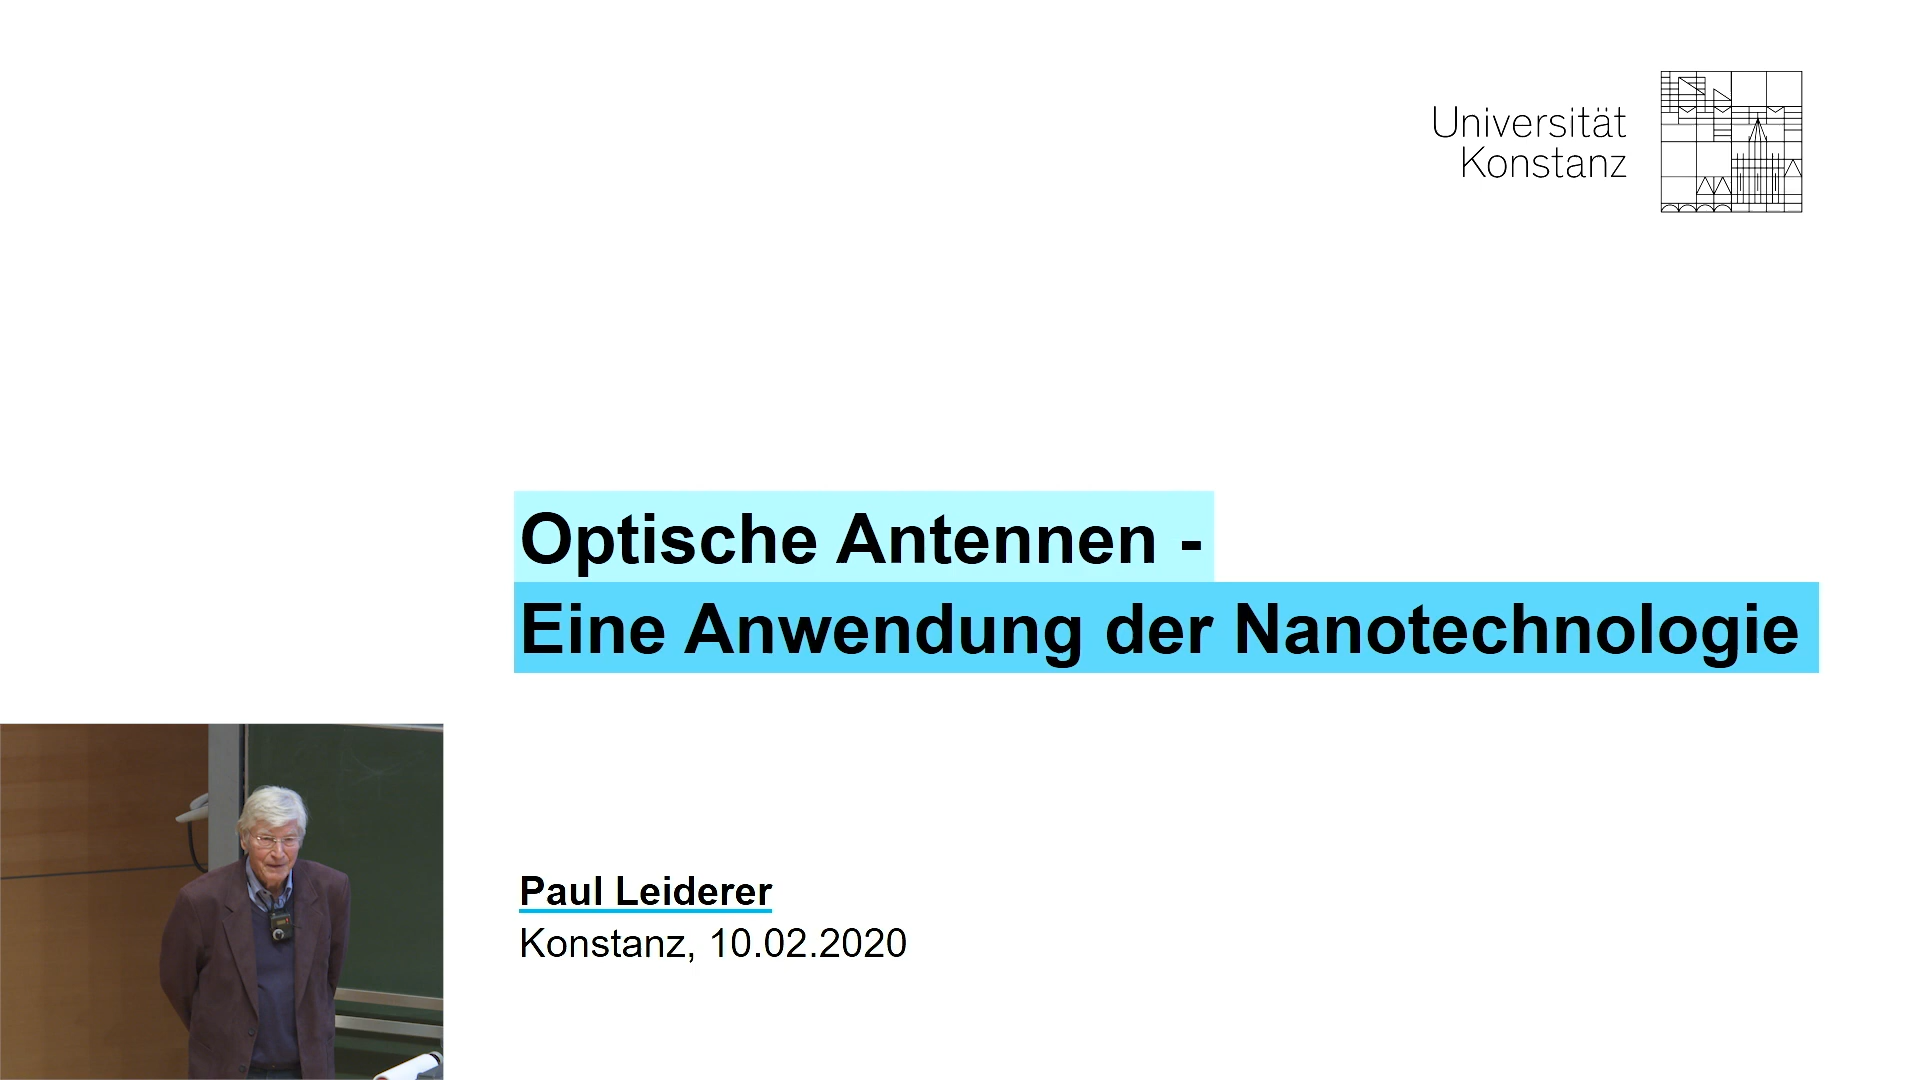 Universität
Konstanz
Optische Antennen -
Eine Anwendung der Nanotechnologie
Paul Leiderer
Konstanz, 10.02.2020